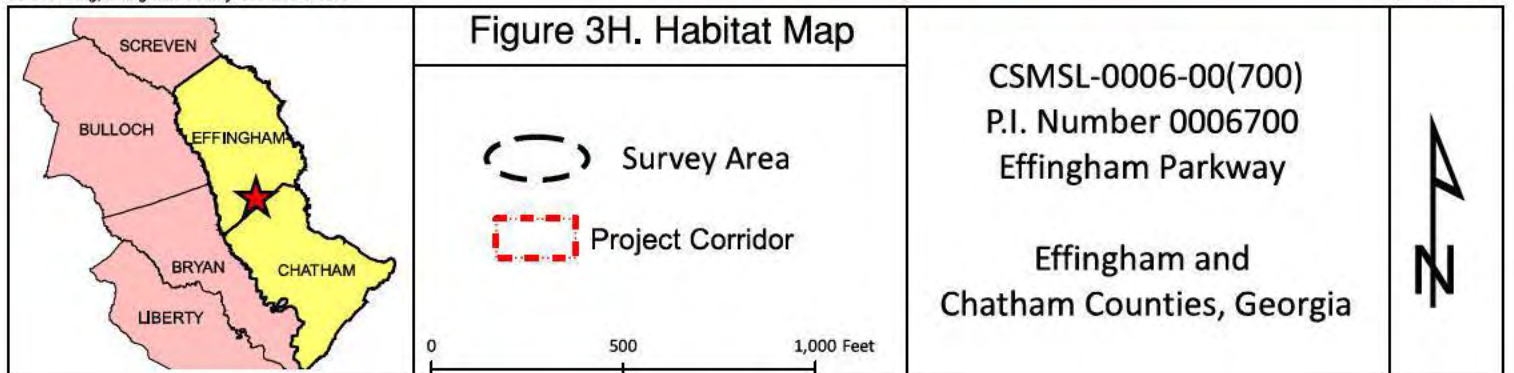 SCREVEN
BULLOCH
EFFINGHAM
BRYAN
CHATHAM
LIBERTY
Figure 3H. Habitat Map
Survey Area
Project Corridor
0 500 1,000 Feet
CSMSL-0006-00(700)
P.I. Number 0006700
Effingham Parkway
Effingham and
Chatham Counties, Georgia
N